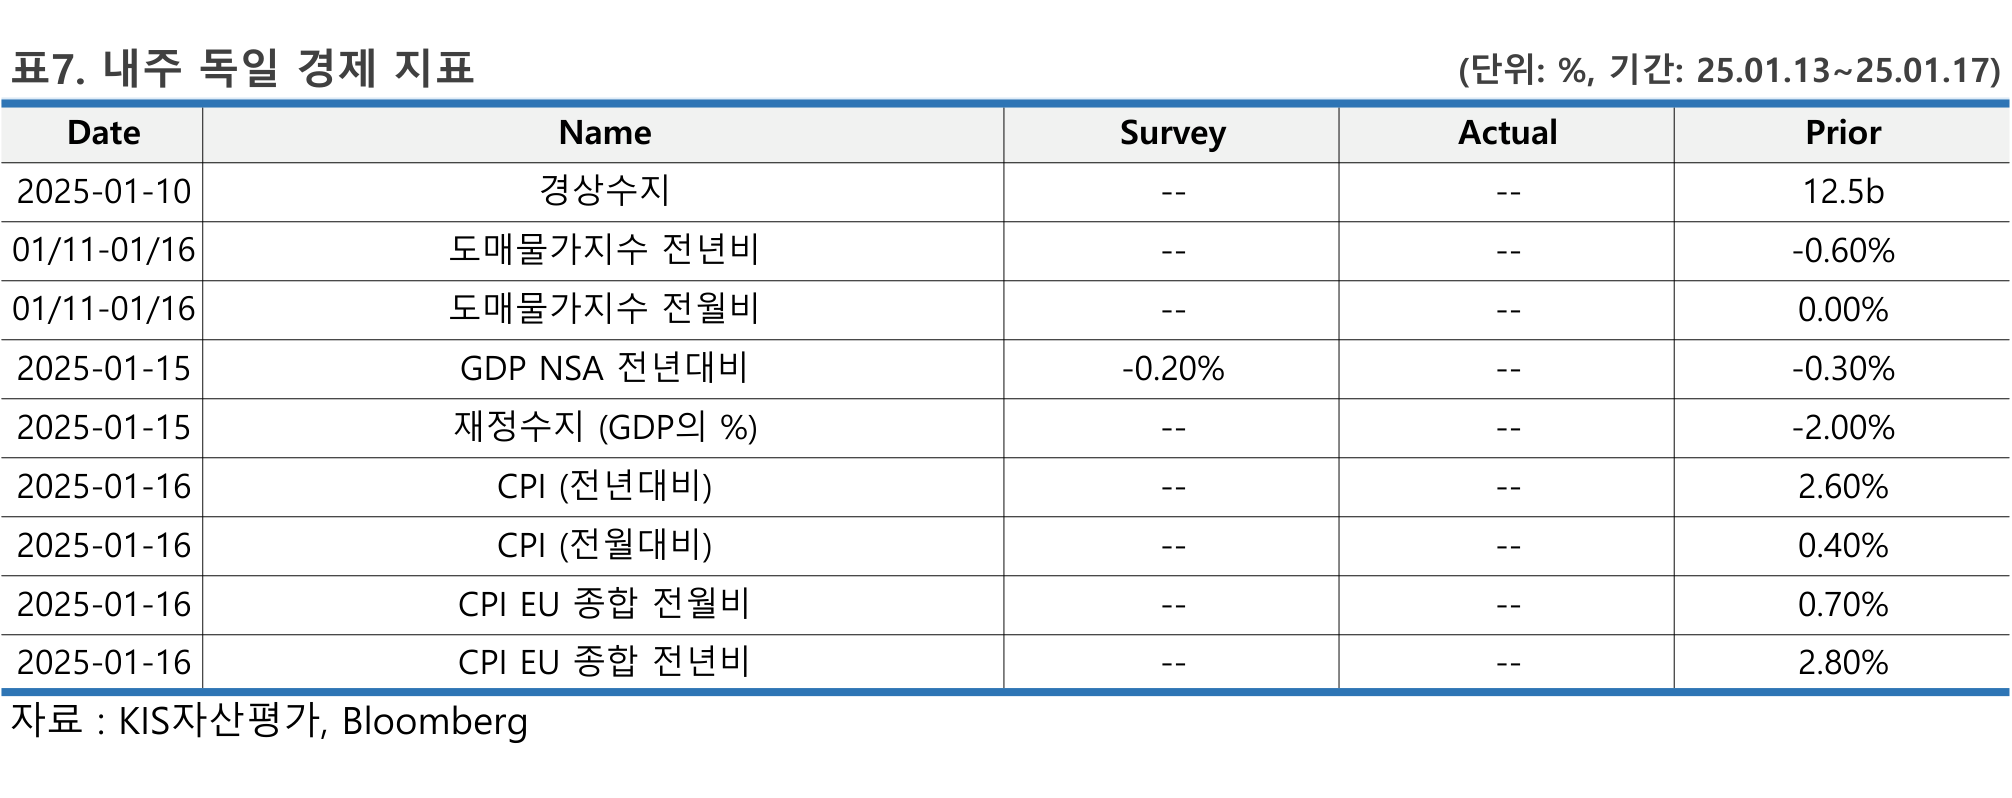 표7. 내주 독일 경제 지표 (단위: %, 기간: 25.01.13~25.01.17)
Date Name Survey Actual Prior
2025-01-10 경상수지 -- -- 12.5b
01/11-01/16 도매물가지수 전년비 -- -- -0.60%
01/11-01/16 도매물가지수 전월비 -- -- 0.00%
2025-01-15 GDP NSA 전년대비 -0.20% -- -0.30%
2025-01-15 재정수지 (GDP의 %) -- -- -2.00%
2025-01-16 CPI (전년대비) -- -- 2.60%
2025-01-16 CPI (전월대비) -- -- 0.40%
2025-01-16 CPI EU 종합 전월비 -- -- 0.70%
2025-01-16 CPI EU 종합 전년비 -- -- 2.80%
자료 : KIS자산평가, Bloomberg